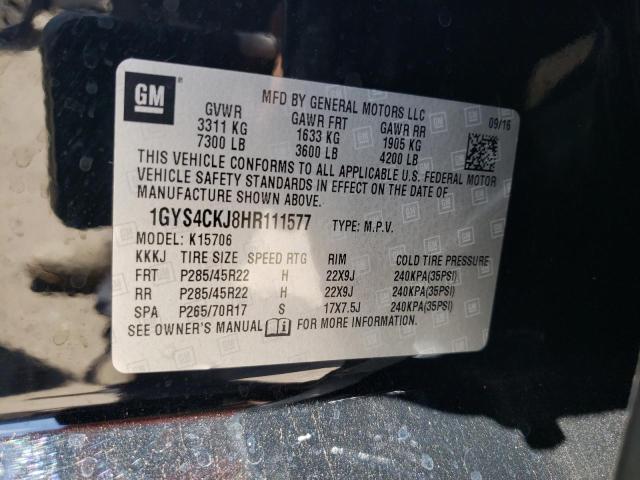 GM
MFD BY GENERAL MOTORS LLC
09/16
GVWR GAWR FRT GAWR RR
3311 KG 1633 KG 1905 KG
7300 LB 3600 LB 4200 LB
THIS VEHICLE CONFORMS TO ALL APPLICABLE U.S. FEDERAL MOTOR
VEHICLE SAFETY STANDARDS IN EFFECT ON THE DATE OF
MANUFACTURE SHOWN ABOVE.
1GYS4CKJ8HR111577 TYPE: M.P.V.
MODEL: K15706
KKKJ TIRE SIZE SPEED RTG RIM COLD TIRE PRESSURE
FRT P285/45R22 H 22X9J 240KPA(35PSI)
RR P285/45R22 H 22X9J 240KPA(35PSI)
SPA P265/70R17 S 17X7.5J 240KPA(35PSI)
SEE OWNER'S MANUAL FOR MORE INFORMATION.